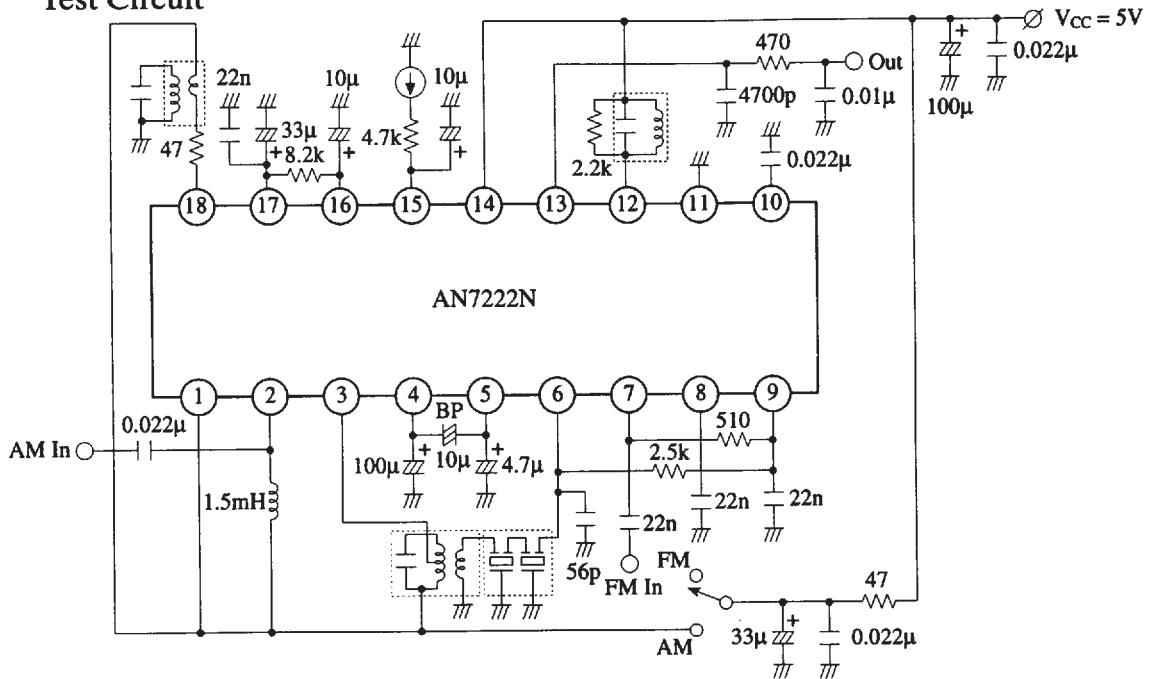 Test Circuit
VCC = 5V
470
Out
0.022μ
22n
10μ
10μ
4700p
0.01μ
100μ
33μ
4.7k
47
8.2k
2.2k
0.022μ
18 17 16 15 14 13 12 11 10
AN7222N
1 2 3 4 5 6 7 8 9
BP
510
0.022μ
AM In
2.5k
100μ
10μ
4.7μ
1.5mH
22n
22n
22n
56p
FM In
FM
47
AM
33μ
0.022μ